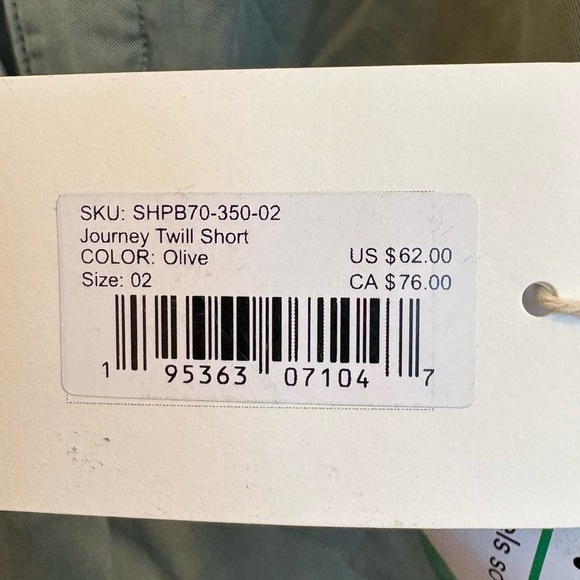 SKU: SHPB70-350-02
Journey Twill Short
COLOR: Olive US $62.00
Size: 02 CA $76.00
1 95363 07104 7